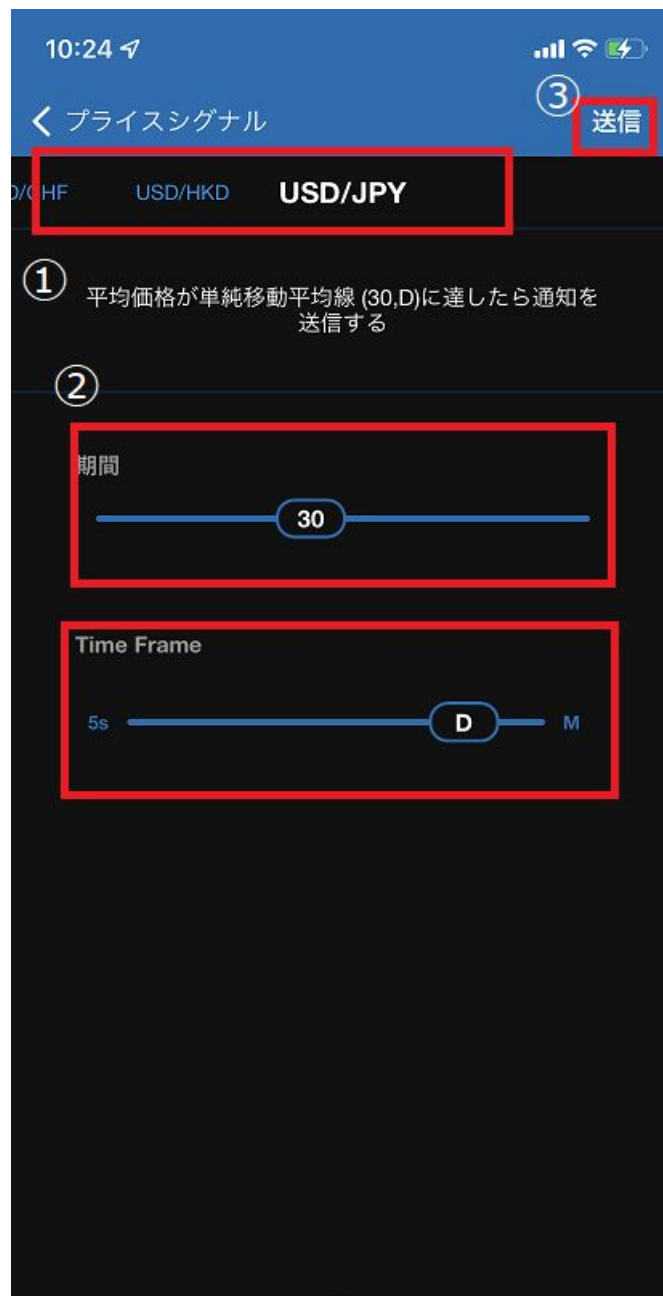 10:24
③
プライスシグナル 送信
USD/HKD USD/JPY
①
平均価格が単純移動平均線 (30,D)に達したら通知を
送信する
②
期間
30
Time Frame
5s D M